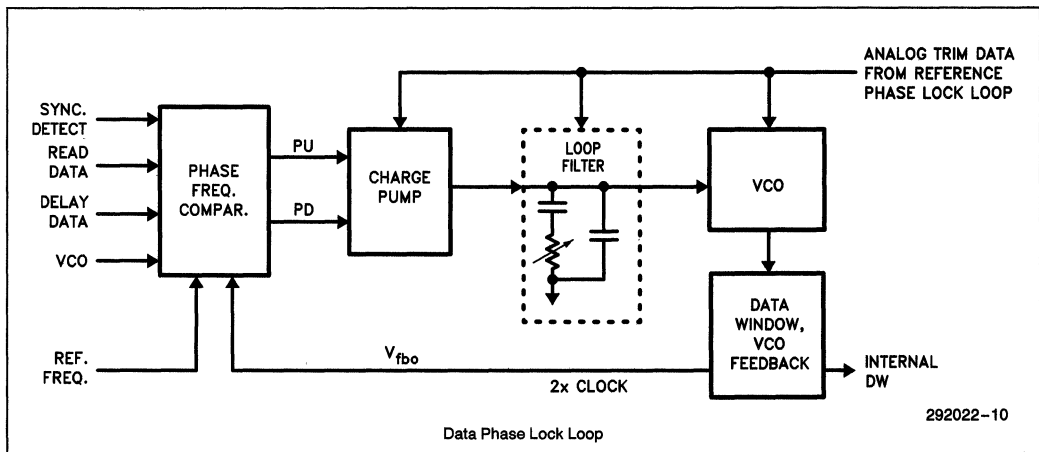 ANALOG TRIM DATA
FROM REFERENCE
PHASE LOCK LOOP
SYNC.
DETECT
READ
DATA
DELAY
DATA
VCO
PHASE
FREQ.
COMPAR.
PU
PD
CHARGE
PUMP
LOOP
FILTER
VCO
REF.
FREQ.
Vfbo
2x CLOCK
DATA
WINDOW,
VCO
FEEDBACK
INTERNAL
DW
292022-10
Data Phase Lock Loop